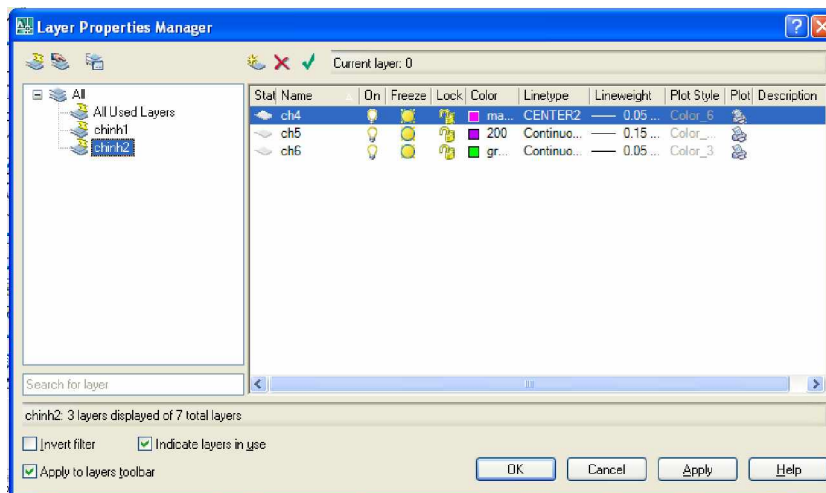 Layer Properties Manager
Current layer: 0
All
All Used Layers
chinh1
chinh2
Stat Name On Freeze Lock Color Linetype Lineweight Plot Style Plot Description
ch4 ma... CENTER2 0.05 ... Color_6
ch5 200 Continuo... 0.15 ... Color_...
ch6 gr... Continuo... 0.05 ... Color_3
Search for layer
chinh2: 3 layers displayed of 7 total layers
Invert filter Indicate layers in use
Apply to layers toolbar
OK Cancel Apply Help